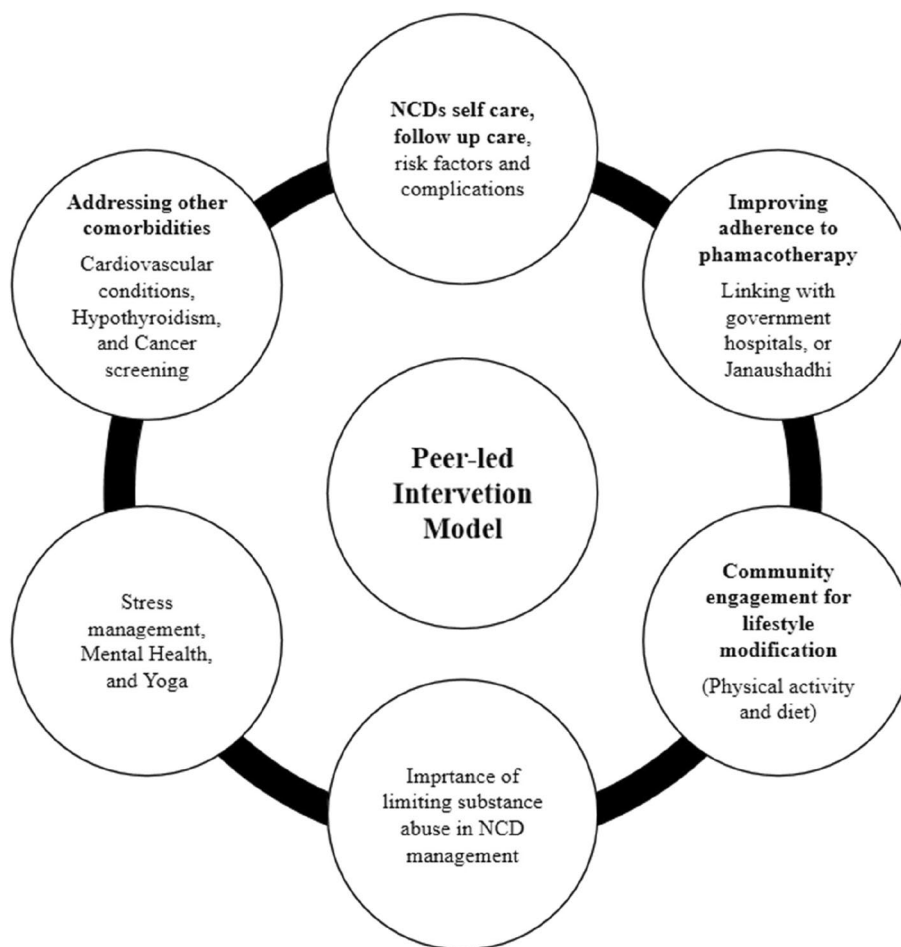 NCDs self care,
follow up care,
risk factors and
complications
Improving
adherence to
phamacotherapy
Linking with
government
hospitals, or
Janaushadhi
Community
engagement for
lifestyle
modification
(Physical activity
and diet)
Imprtance of
limiting substance
abuse in NCD
management
Stress
management,
Mental Health,
and Yoga
Addressing other
comorbidities
Cardiovascular
conditions,
Hypothyroidism,
and Cancer
screening
Peer-led
Intervetion
Model